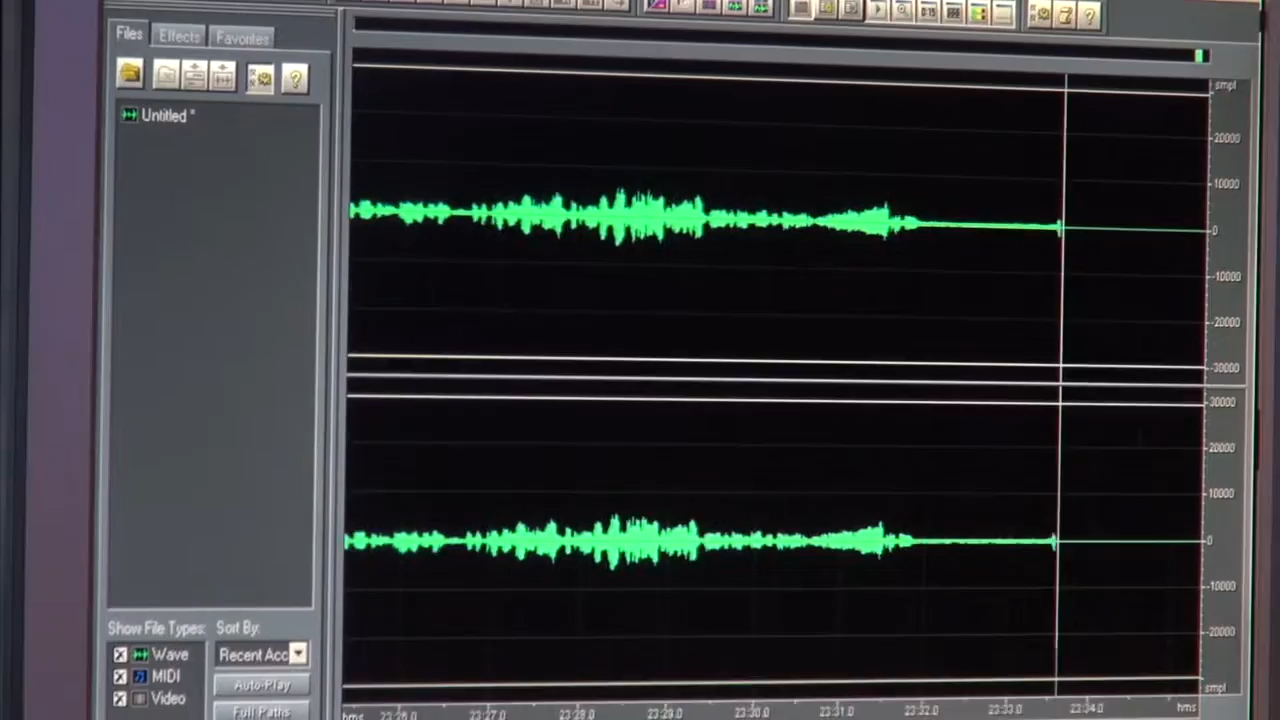 Files Effects Favorites
Untitled *
Show File Types: Sort By:
Wave
Recent Acc
MIDI
Auto-Play
Video
Full Paths
smpl
20000
10000
0
-10000
-20000
-30000
30000
20000
10000
0
-10000
-20000
smpl
hms 23:26.0 23:27.0 23:28.0 23:29.0 23:30.0 23:31.0 23:32.0 23:33.0 23:34.0 hms